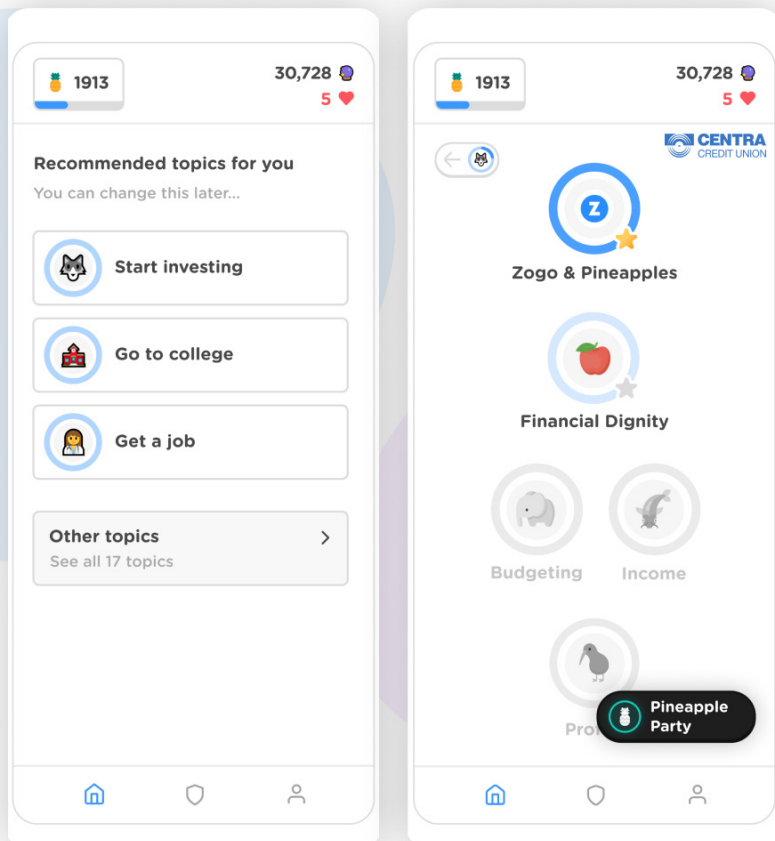 1913
30,728
5
Recommended topics for you
You can change this later...
Start investing
Go to college
Get a job
Other topics
See all 17 topics
1913
30,728
5
CENTRA
CREDIT UNION
Z
Zogo & Pineapples
Financial Dignity
Budgeting
Income
Pineapple
Party